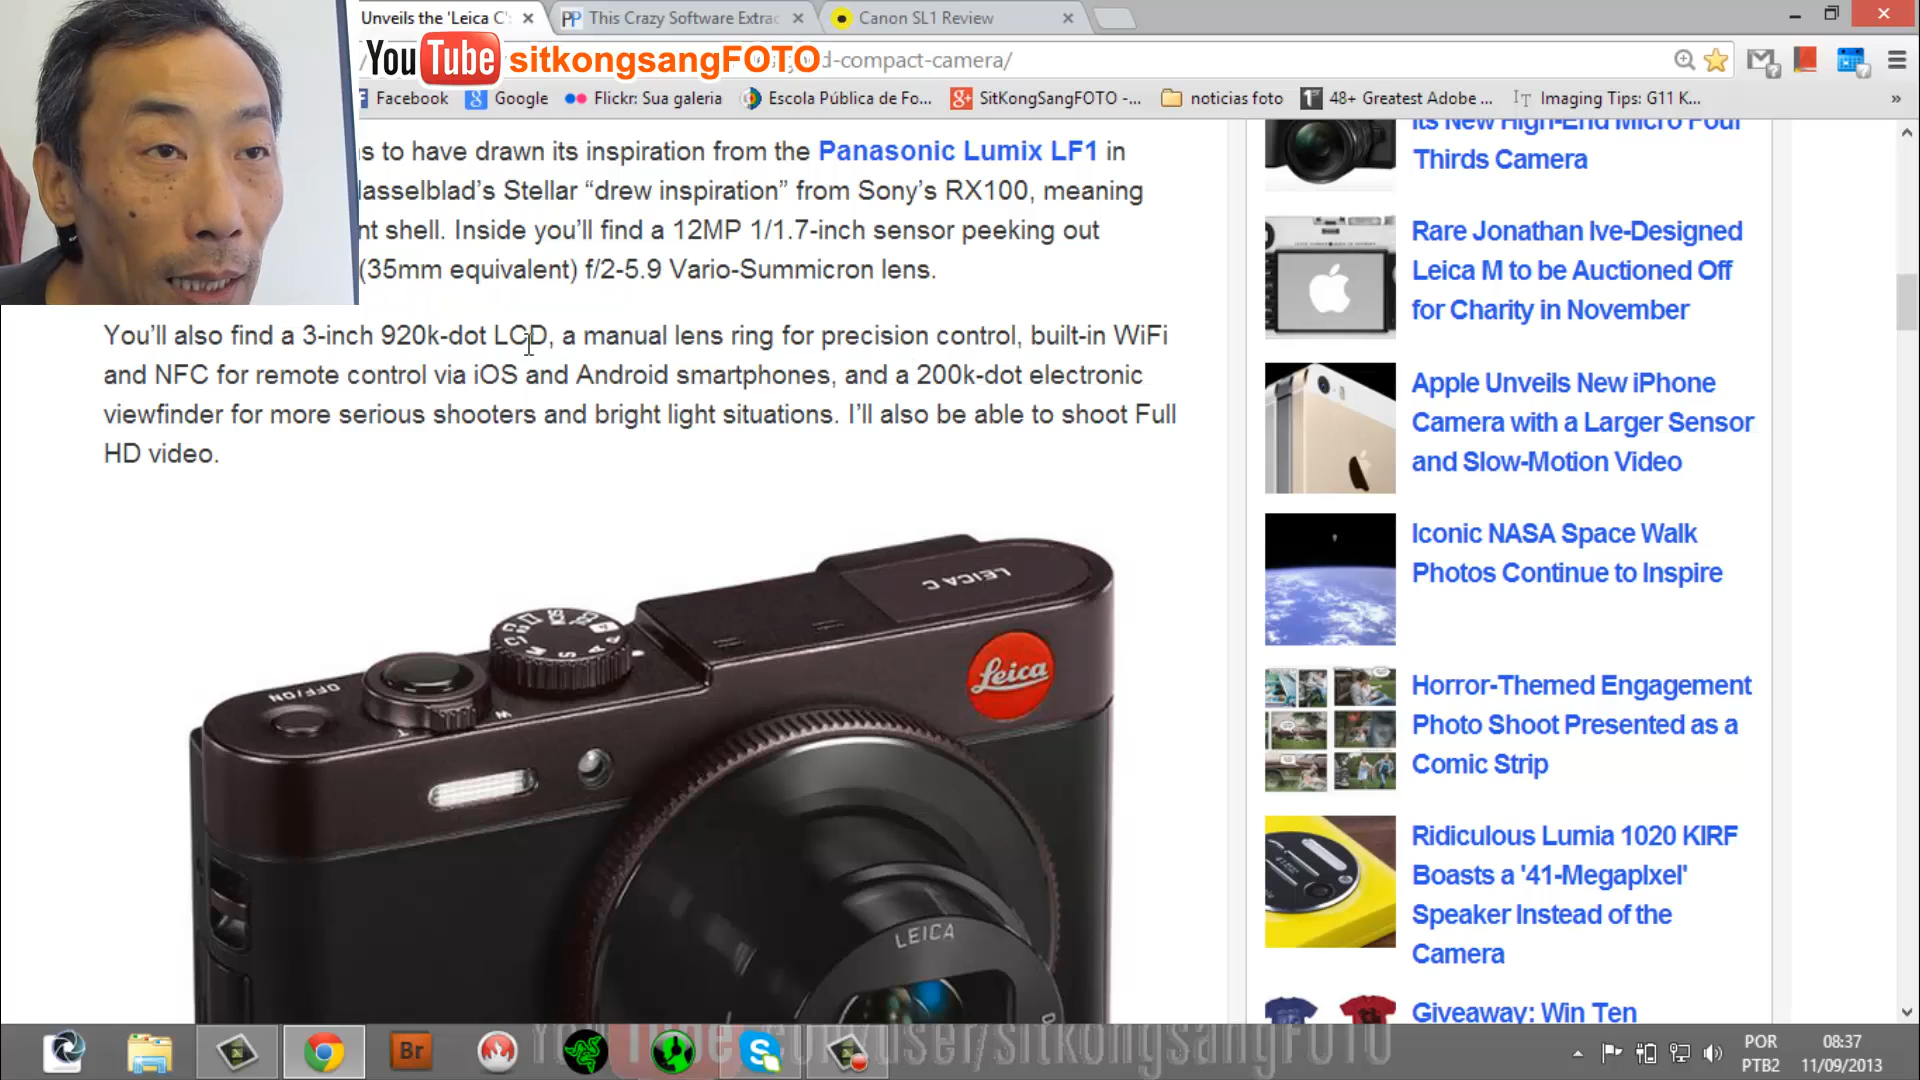 Unveils the 'Leica C':
This Crazy Software Extrac
Canon SL1 Review
YouTube sitkongsangFOTO
d-compact-camera/
Facebook
Google
Flickr: Sua galeria
Escola Pública de Fo...
SitKongSangFOTO -...
noticias foto
48+ Greatest Adobe ...
Imaging Tips: G11 K...
»
s to have drawn its inspiration from the Panasonic Lumix LF1 in
lasselblad's Stellar “drew inspiration” from Sony's RX100, meaning
nt shell. Inside you'll find a 12MP 1/1.7-inch sensor peeking out
(35mm equivalent) f/2-5.9 Vario-Summicron lens.
You'll also find a 3-inch 920k-dot LCD, a manual lens ring for precision control, built-in WiFi
and NFC for remote control via iOS and Android smartphones, and a 200k-dot electronic
viewfinder for more serious shooters and bright light situations. I'll also be able to shoot Full
HD video.
LEICA C
OFF/ON
W
M S A P
Leica
LEICA
its New High-End Micro Four
Thirds Camera
Rare Jonathan Ive-Designed
Leica M to be Auctioned Off
for Charity in November
Apple Unveils New iPhone
Camera with a Larger Sensor
and Slow-Motion Video
Iconic NASA Space Walk
Photos Continue to Inspire
Horror-Themed Engagement
Photo Shoot Presented as a
Comic Strip
Ridiculous Lumia 1020 KIRF
Boasts a '41-Megapixel'
Speaker Instead of the
Camera
Giveaway: Win Ten
Br
YouTube.com/user/sitkongsangFOTO
POR
PTB2
08:37
11/09/2013